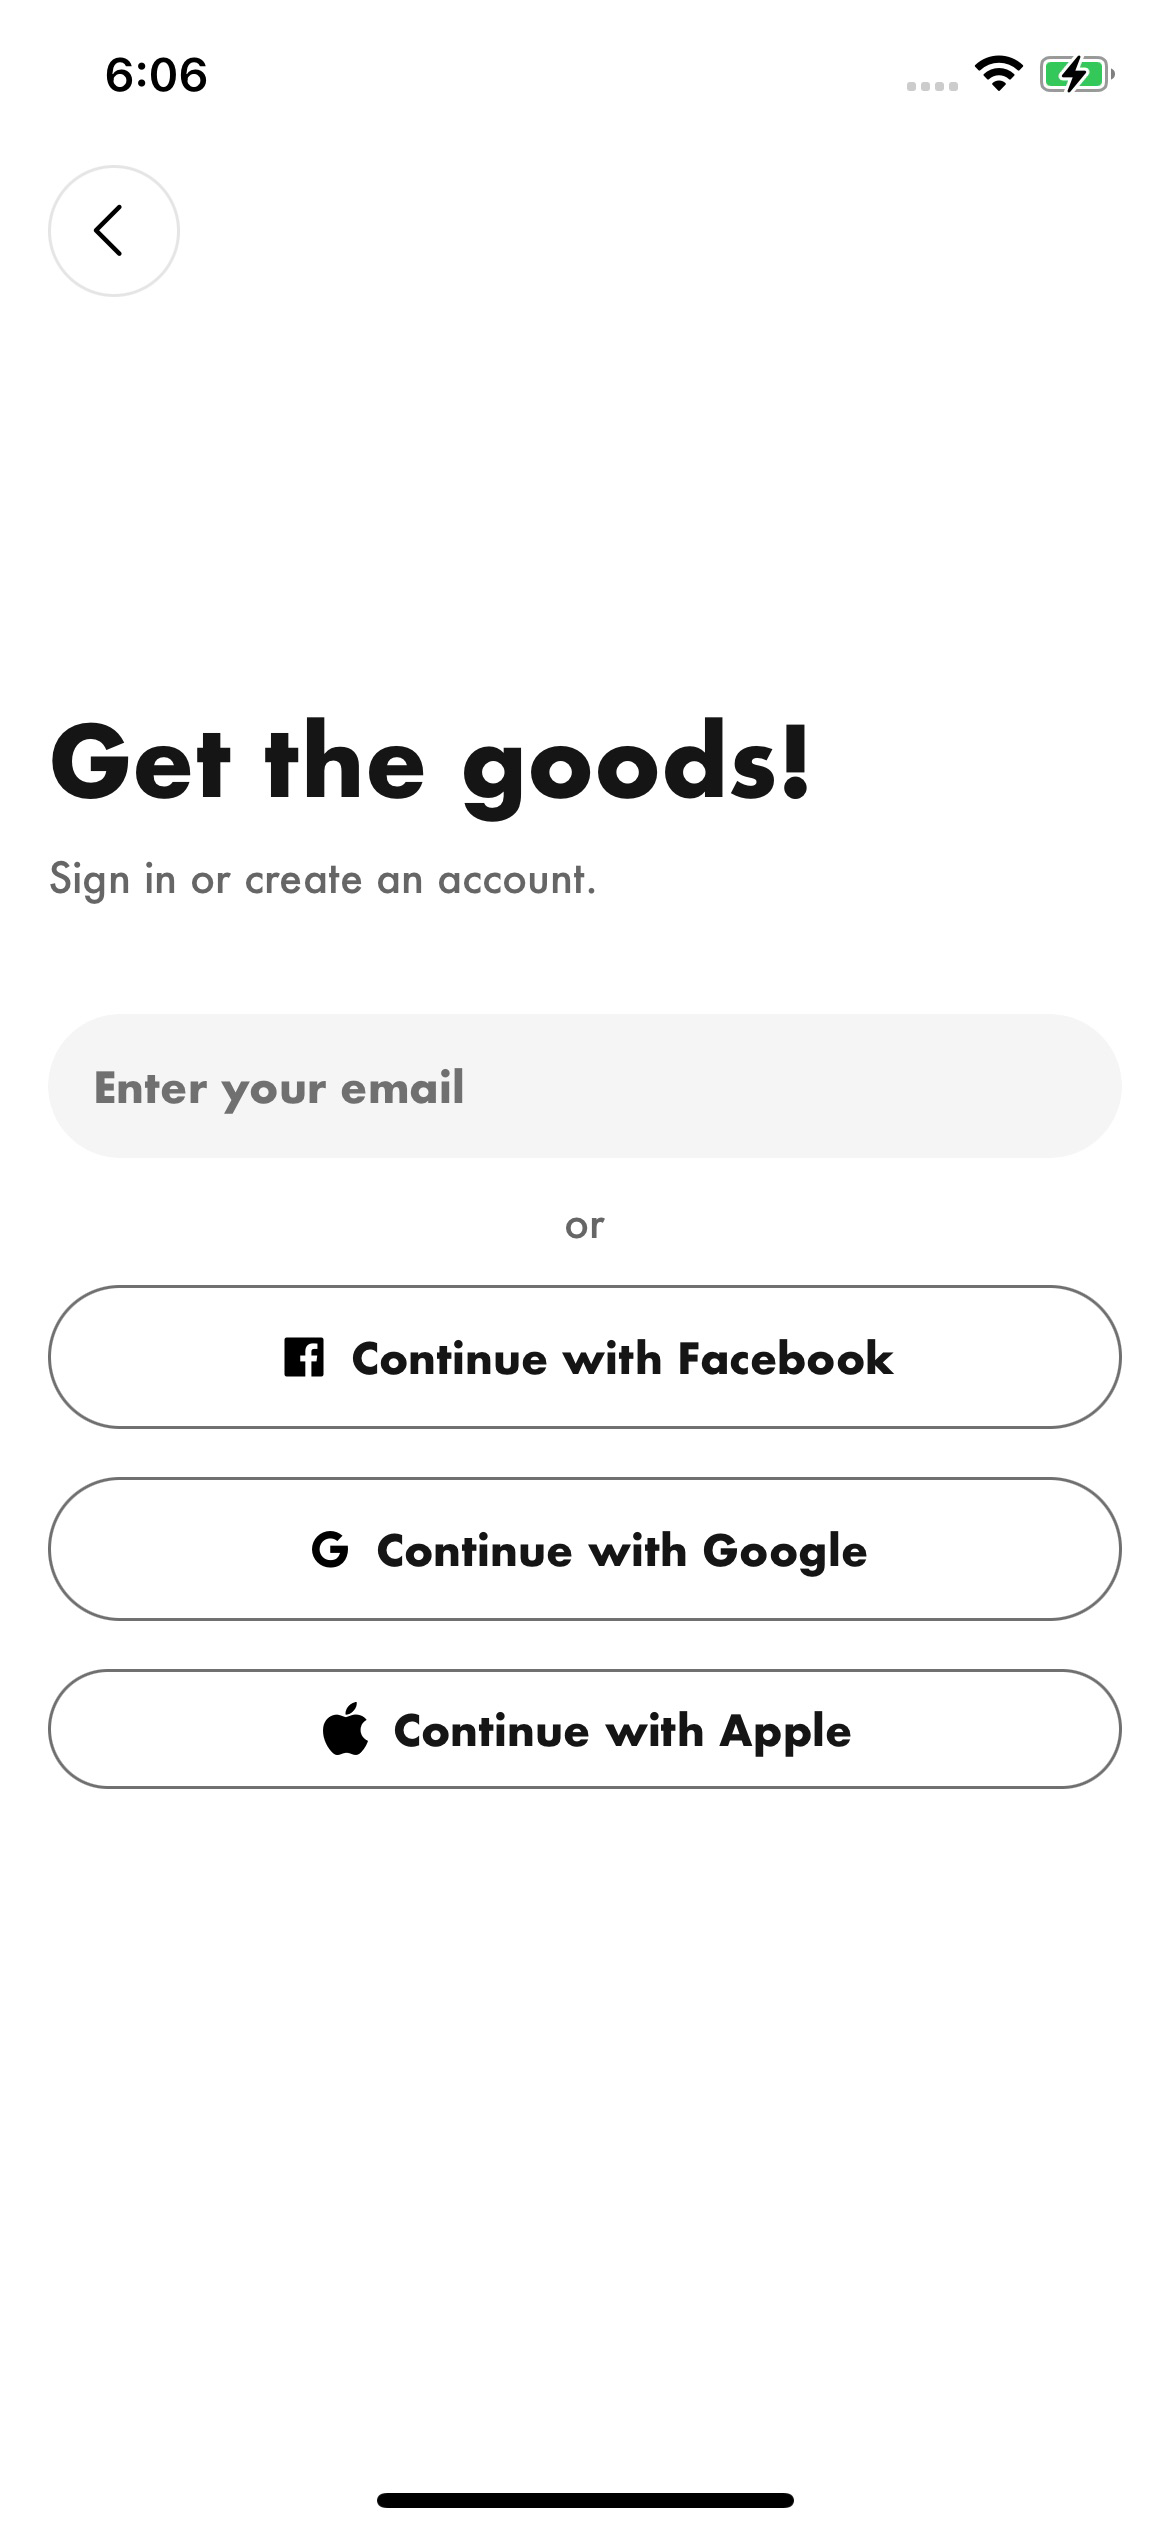 6:06
Get the goods!
Sign in or create an account.
Enter your email
or
Continue with Facebook
Continue with Google
Continue with Apple